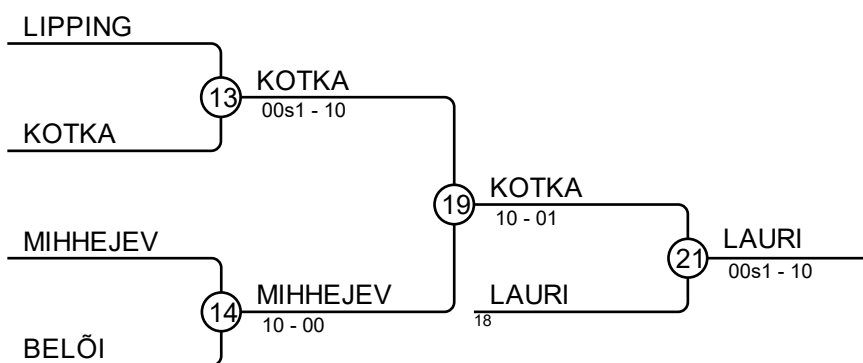 LIPPING
13
KOTKA
00s1 - 10
KOTKA
19
KOTKA
10 - 01
MIHHEJEV
21
LAURI
00s1 - 10
14
MIHHEJEV
10 - 00
LAURI
18
BELÕI